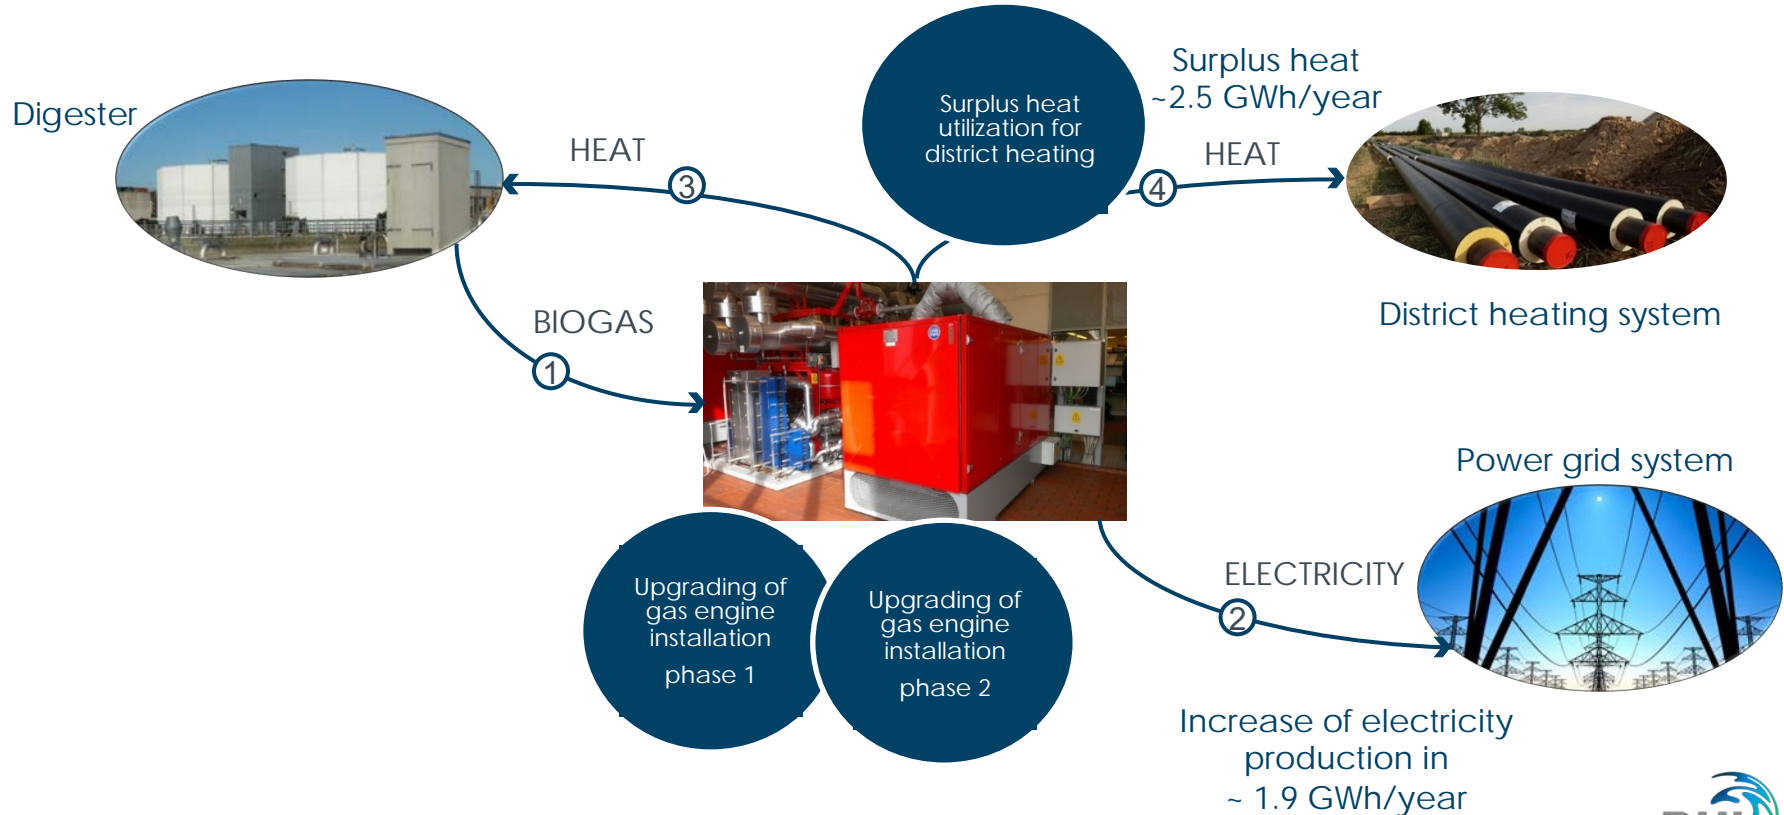 Surplus heat
~2.5 GWh/year
Digester
Surplus heat
utilization for
district heating
HEAT
3
HEAT
4
District heating system
BIOGAS
1
Power grid system
ELECTRICITY
2
Upgrading of
gas engine
installation
phase 1
Upgrading of
gas engine
installation
phase 2
Increase of electricity
production in
~ 1.9 GWh/year